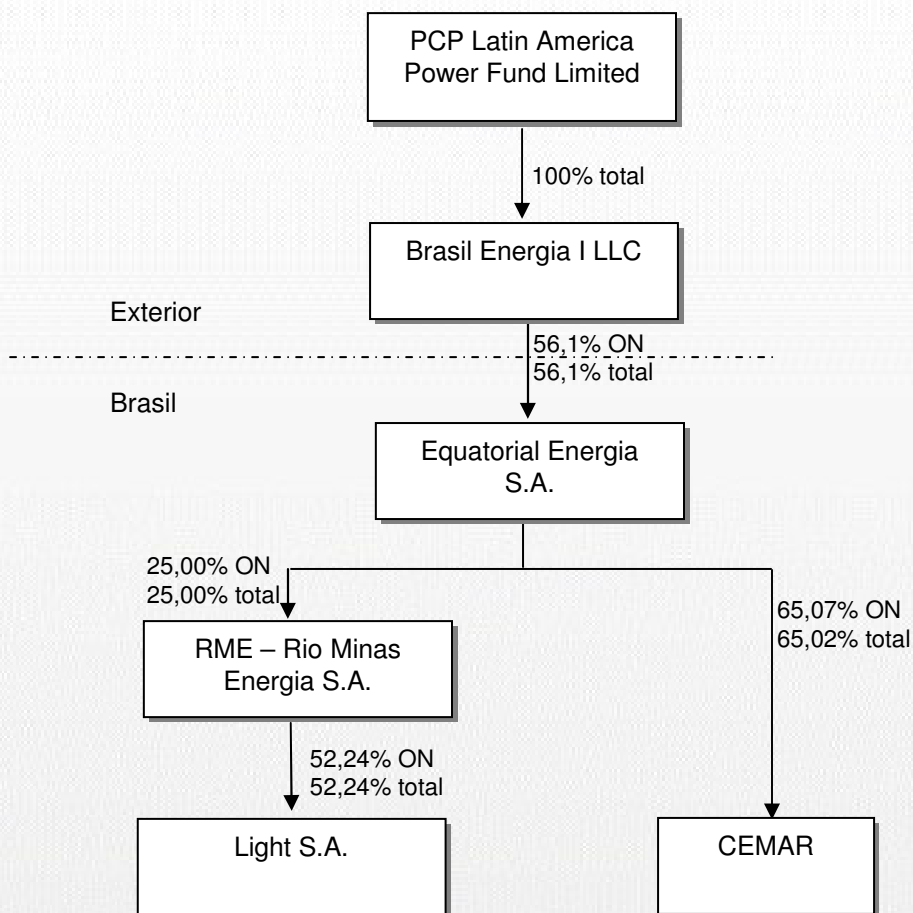 PCP Latin America
Power Fund Limited
100% total
Brasil Energia I LLC
Exterior
56,1% ON
56,1% total
Brasil
Equatorial Energia
S.A.
25,00% ON
25,00% total
65,07% ON
65,02% total
RME – Rio Minas
Energia S.A.
52,24% ON
52,24% total
Light S.A.
CEMAR